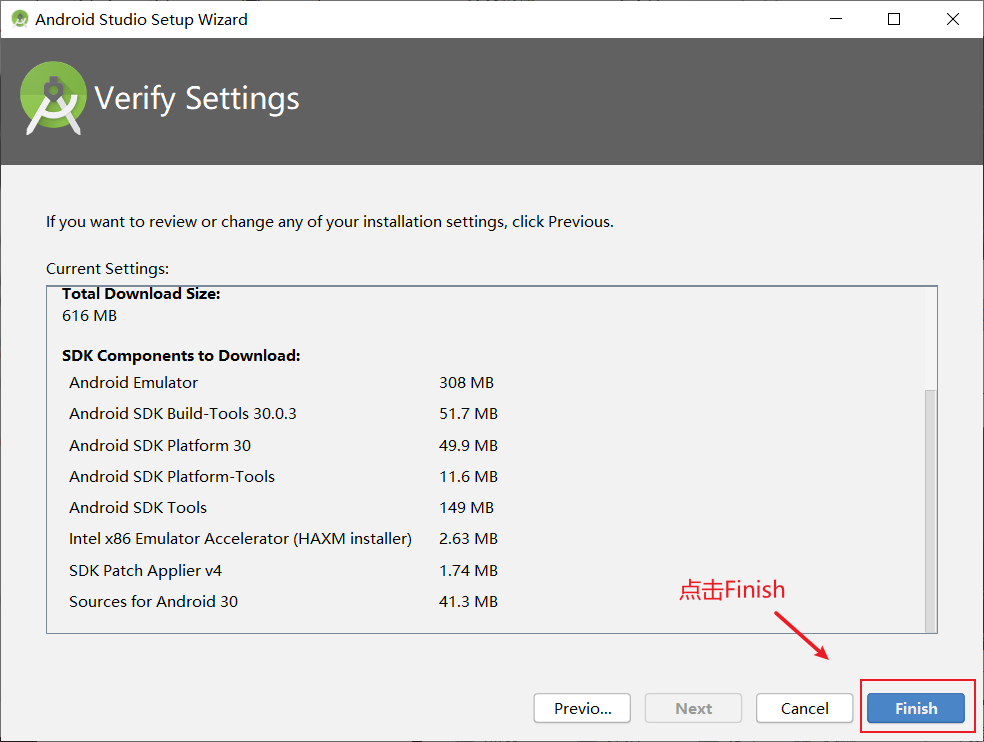 Android Studio Setup Wizard
Verify Settings
If you want to review or change any of your installation settings, click Previous.
Current Settings:
Total Download Size:
616 MB
SDK Components to Download:
Android Emulator 308 MB
Android SDK Build-Tools 30.0.3 51.7 MB
Android SDK Platform 30 49.9 MB
Android SDK Platform-Tools 11.6 MB
Android SDK Tools 149 MB
Intel x86 Emulator Accelerator (HAXM installer) 2.63 MB
SDK Patch Applier v4 1.74 MB
Sources for Android 30 41.3 MB
点击Finish
Previo... Next Cancel Finish